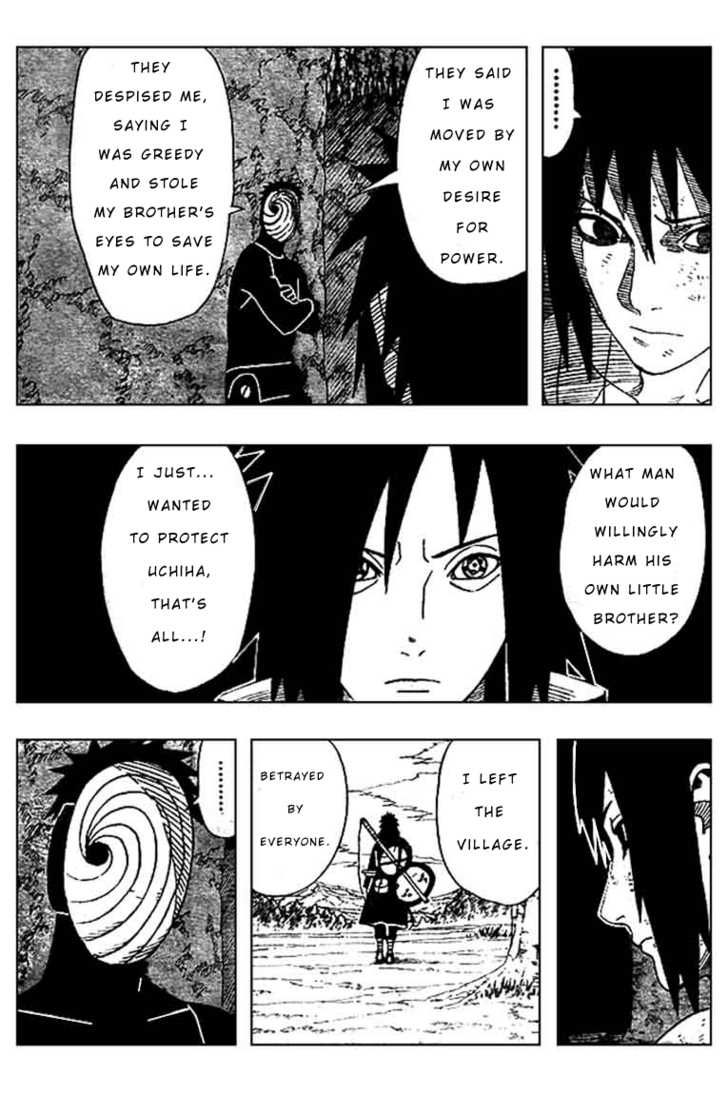 ........
THEY SAID
I WAS
MOVED BY
MY OWN
DESIRE
FOR
POWER.
THEY
DESPISED ME,
SAYING I
WAS GREEDY
AND STOLE
MY BROTHER'S
EYES TO SAVE
MY OWN LIFE.
WHAT MAN
WOULD
WILLINGLY
HARM HIS
OWN LITTLE
BROTHER?
I JUST...
WANTED
TO PROTECT
UCHIHA,
THAT'S
ALL...!
I LEFT
THE
VILLAGE.
BETRAYED
BY
EVERYONE.
........